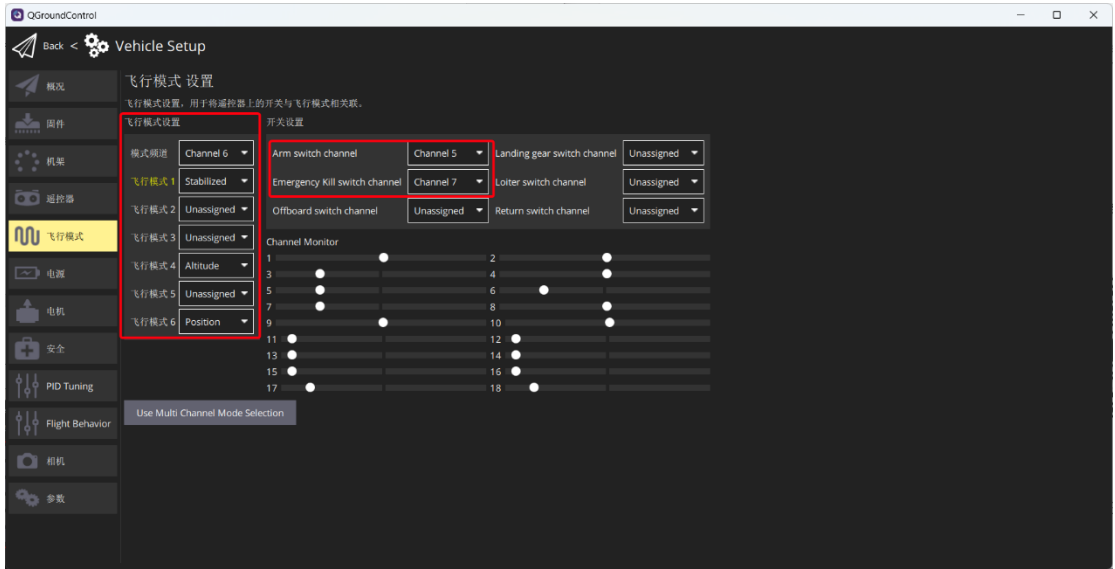 QGroundControl
Back < Vehicle Setup
概况
固件
机架
遥控器
飞行模式
电源
电机
安全
PID Tuning
Flight Behavior
相机
参数
飞行模式 设置
飞行模式设置，用于将遥控器上的开关与飞行模式相关联。
飞行模式设置
模式频道 Channel 6
飞行模式 1 Stabilized
飞行模式 2 Unassigned
飞行模式 3 Unassigned
飞行模式 4 Altitude
飞行模式 5 Unassigned
飞行模式 6 Position
Use Multi Channel Mode Selection
开关设置
Arm switch channel Channel 5 Landing gear switch channel Unassigned
Emergency Kill switch channel Channel 7 Loiter switch channel Unassigned
Offboard switch channel Unassigned Return switch channel Unassigned
Channel Monitor
1 2
3 4
5 6
7 8
9 10
11 12
13 14
15 16
17 18